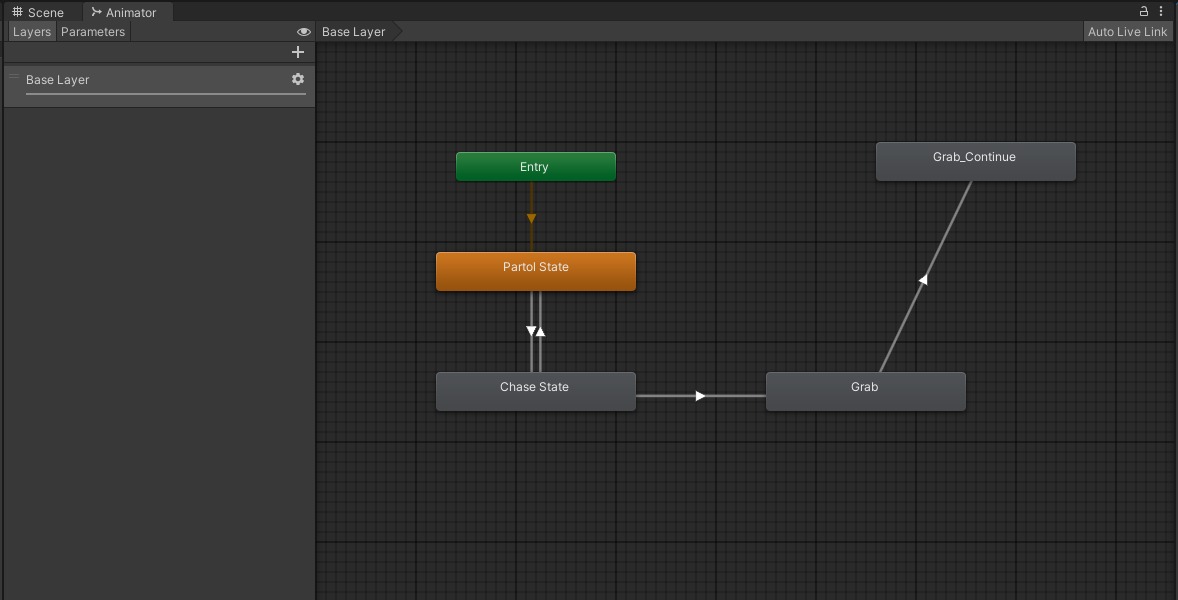 Scene
Animator
Layers
Parameters
Base Layer
Auto Live Link
Base Layer
Entry
Grab_Continue
Partol State
Chase State
Grab